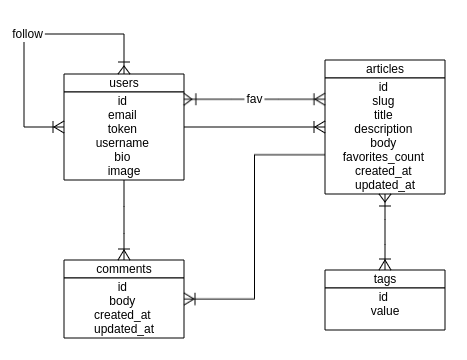 follow
users
id
email
token
username
bio
image
fav
articles
id
slug
title
description
body
favorites_count
created_at
updated_at
comments
id
body
created_at
updated_at
tags
id
value